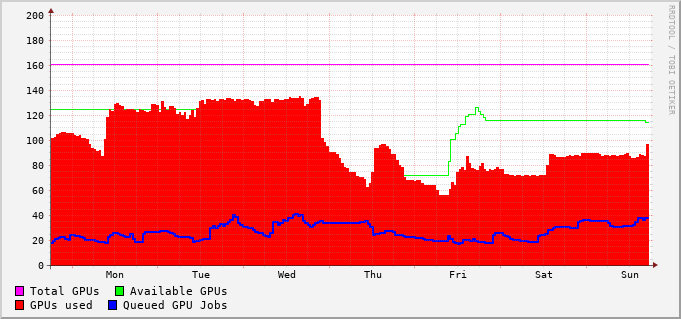 RRDTOOL / TOBI OETIKER
200
180
160
140
120
100
80
60
40
20
0
Mon Tue Wed Thu Fri Sat Sun
Total GPUs Available GPUs
GPUs used Queued GPU Jobs